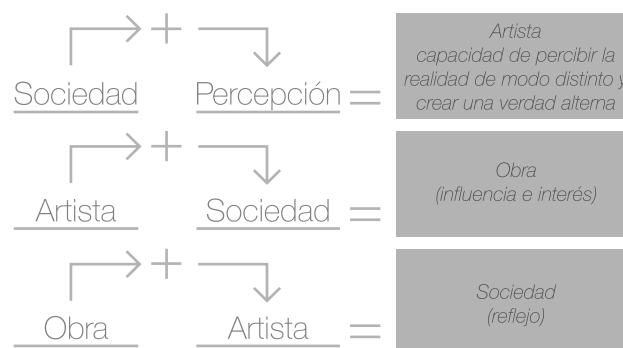 Sociedad + Percepción =
Artista
capacidad de percibir la
realidad de modo distinto y
crear una verdad alterna
Artista + Sociedad =
Obra
(influencia e interés)
Obra + Artista =
Sociedad
(reflejo)